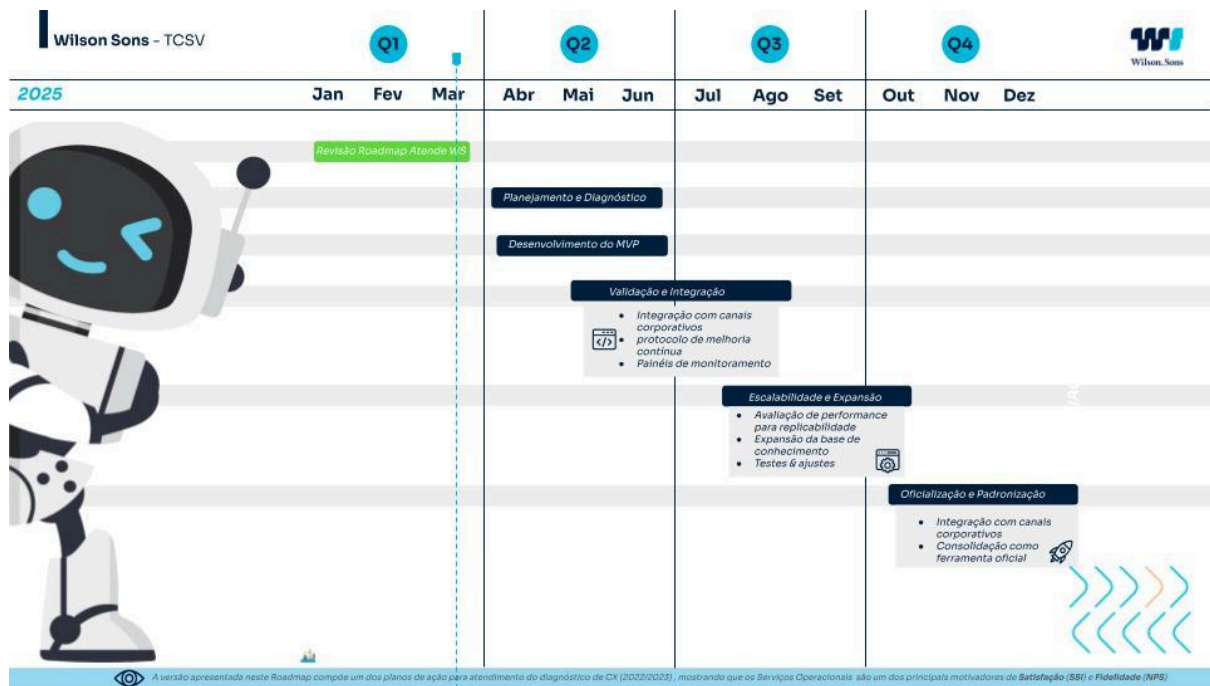 Wilson Sons - TCSV
Q1
Q2
Q3
Q4
Wilson.Sons
2025
Jan Fev Mar Abr Mai Jun Jul Ago Set Out Nov Dez
Revisão Roadmap Atende WS
Planejamento e Diagnóstico
Desenvolvimento do MVP
Validação e Integração
• Integração com canais
corporativos
• protocolo de melhoria
contínua
• Painéis de monitoramento
Escalabilidade e Expansão
• Avaliação de performance
para replicabilidade
• Expansão da base de
conhecimento
• Testes & ajustes
Oficialização e Padronização
• Integração com canais
corporativos
• Consolidação como
ferramenta oficial
A versão apresentada neste Roadmap compõe um dos planos de ação para atendimento do diagnóstico de CX (2022/2023), mostrando que os Serviços Operacionais são um dos principais motivadores de Satisfação (SSI) e Fidelidade (NPS)